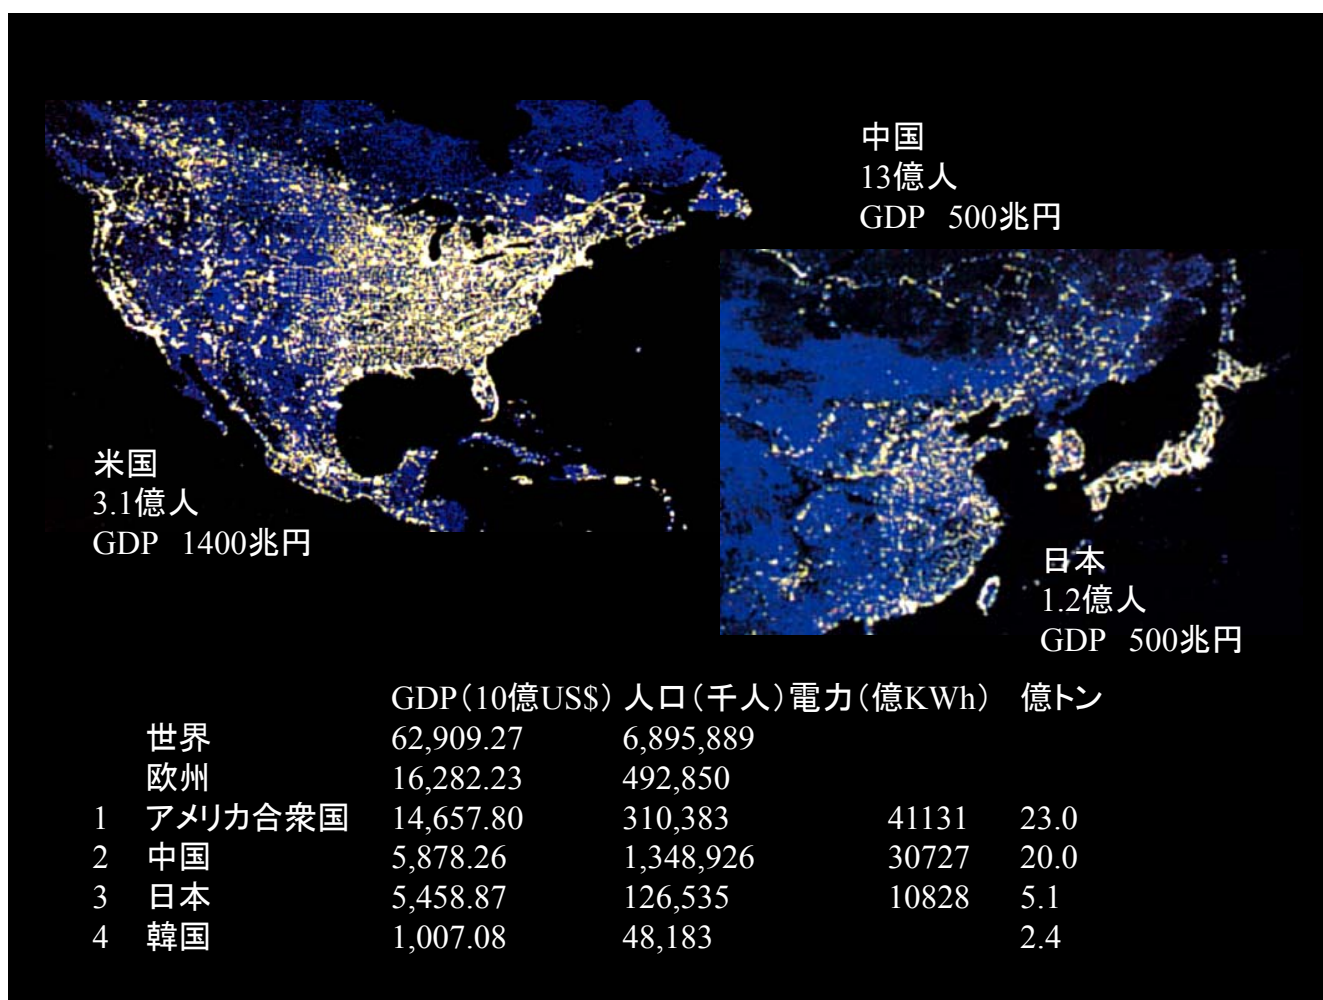 中国
13億人
GDP 500兆円
米国
3.1億人
GDP 1400兆円
日本
1.2億人
GDP 500兆円
GDP（10億US$） 人口（千人） 電力（億KWh） 億トン
世界 62,909.27 6,895,889
欧州 16,282.23 492,850
1 アメリカ合衆国 14,657.80 310,383 41131 23.0
2 中国 5,878.26 1,348,926 30727 20.0
3 日本 5,458.87 126,535 10828 5.1
4 韓国 1,007.08 48,183 2.4